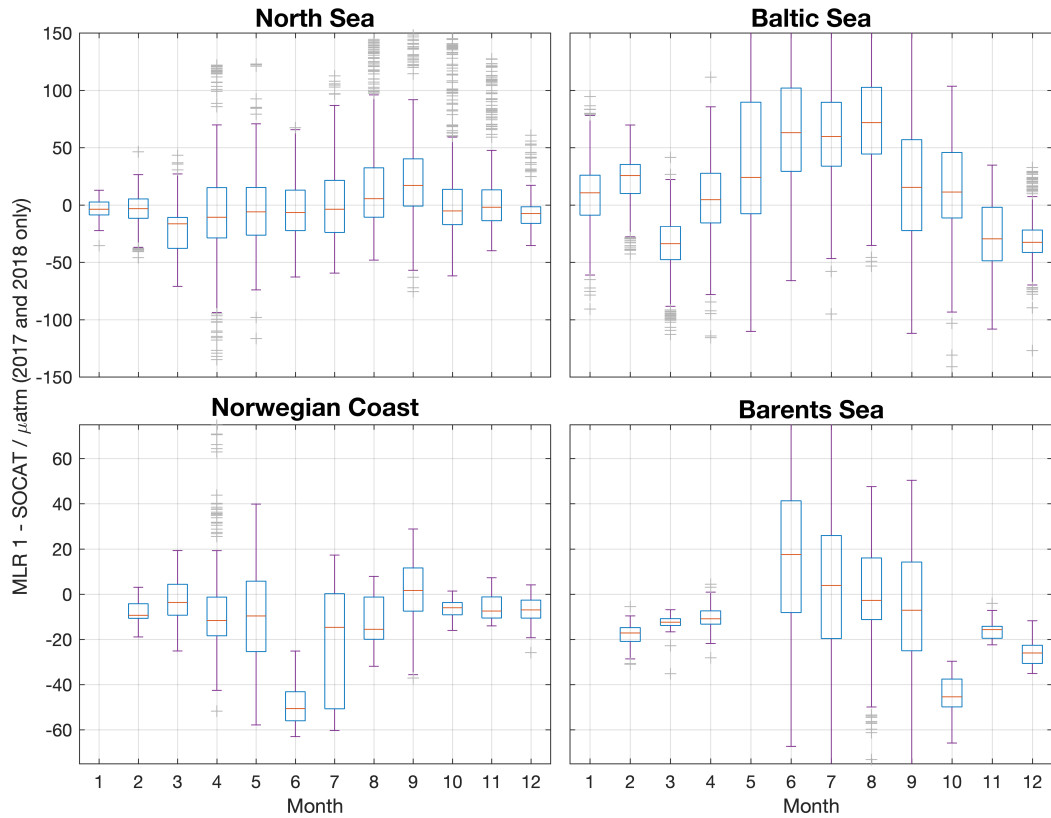 North Sea
Baltic Sea
150
100
50
0
-50
-100
-150
MLR 1 - SOCAT / μatm (2017 and 2018 only)
Norwegian Coast
Barents Sea
60
40
20
0
-20
-40
-60
1 2 3 4 5 6 7 8 9 10 11 12
1 2 3 4 5 6 7 8 9 10 11 12
Month
Month